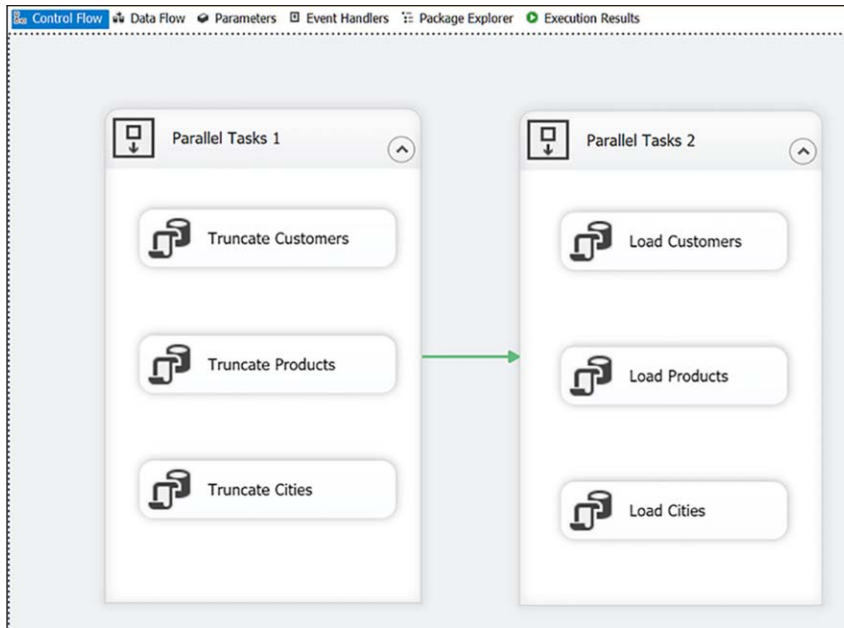 Control Flow Data Flow Parameters Event Handlers Package Explorer Execution Results
Parallel Tasks 1
Truncate Customers
Truncate Products
Truncate Cities
Parallel Tasks 2
Load Customers
Load Products
Load Cities